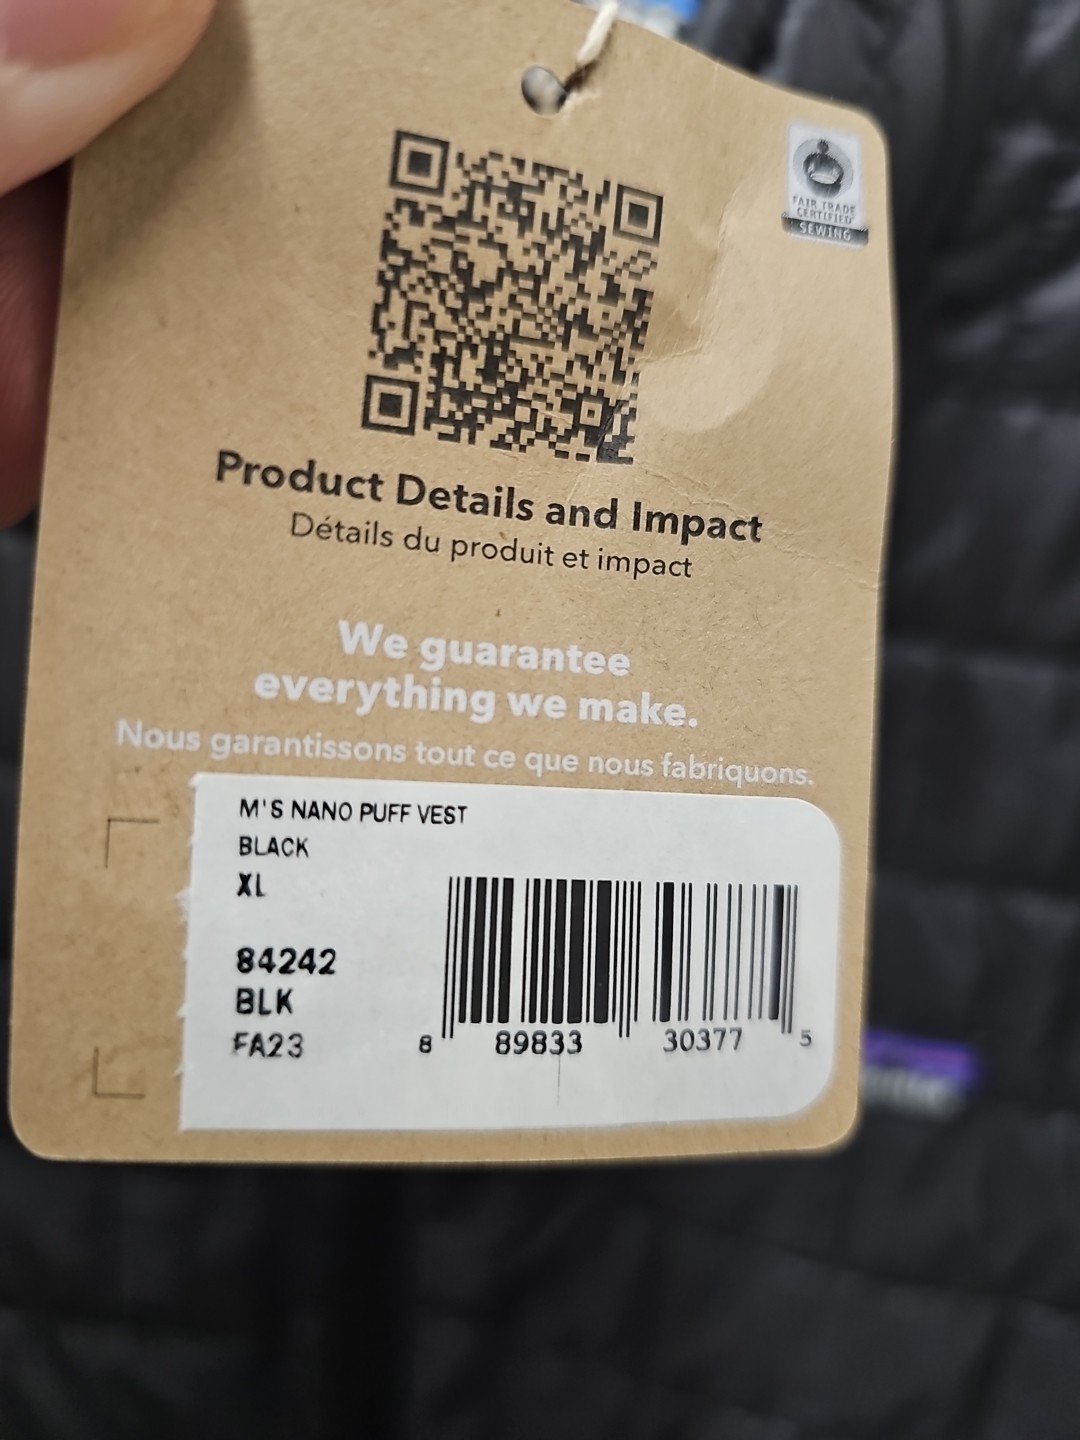 FAIR TRADE
CERTIFIED
SEWING
Product Details and Impact
Détails du produit et impact
We guarantee
everything we make.
Nous garantissons tout ce que nous fabriquons.
M'S NANO PUFF VEST
BLACK
XL
84242
BLK
FA23
8 89833 30377 5